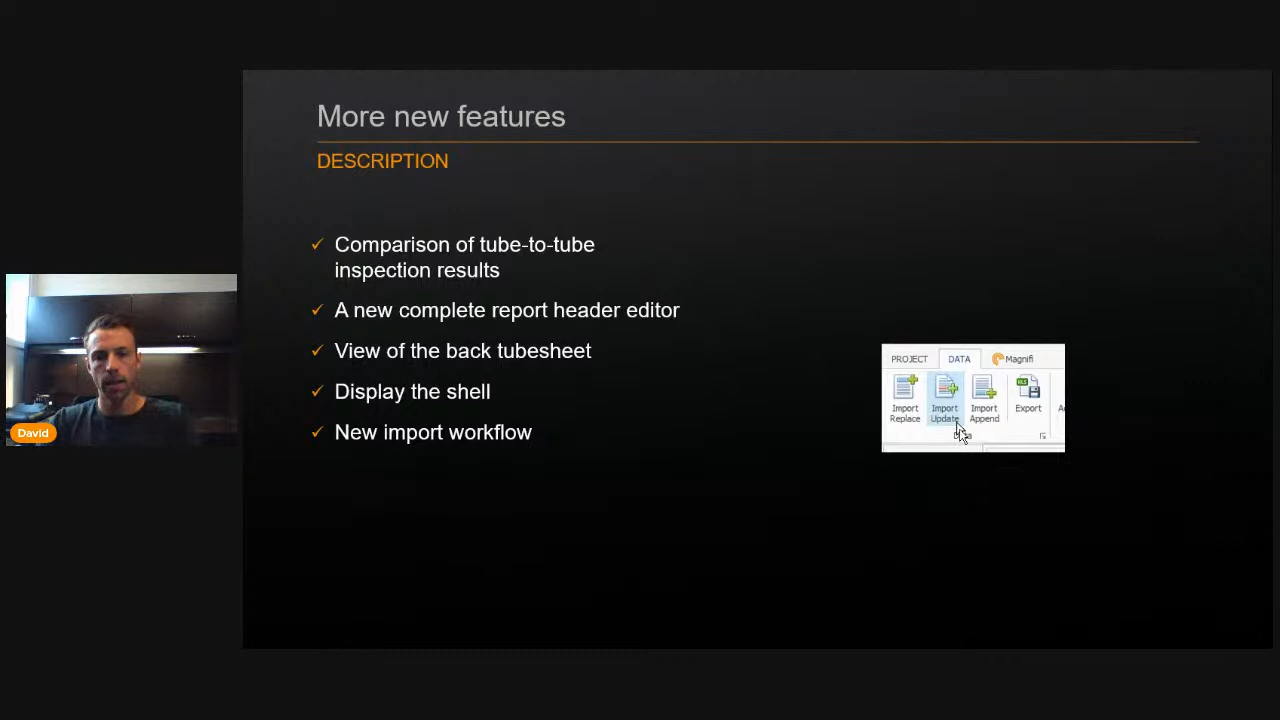 More new features
DESCRIPTION
Comparison of tube-to-tube
inspection results
A new complete report header editor
View of the back tubesheet
Display the shell
New import workflow
David
PROJECT DATA Magnifi
Import Import Import Export
Replace Update Append